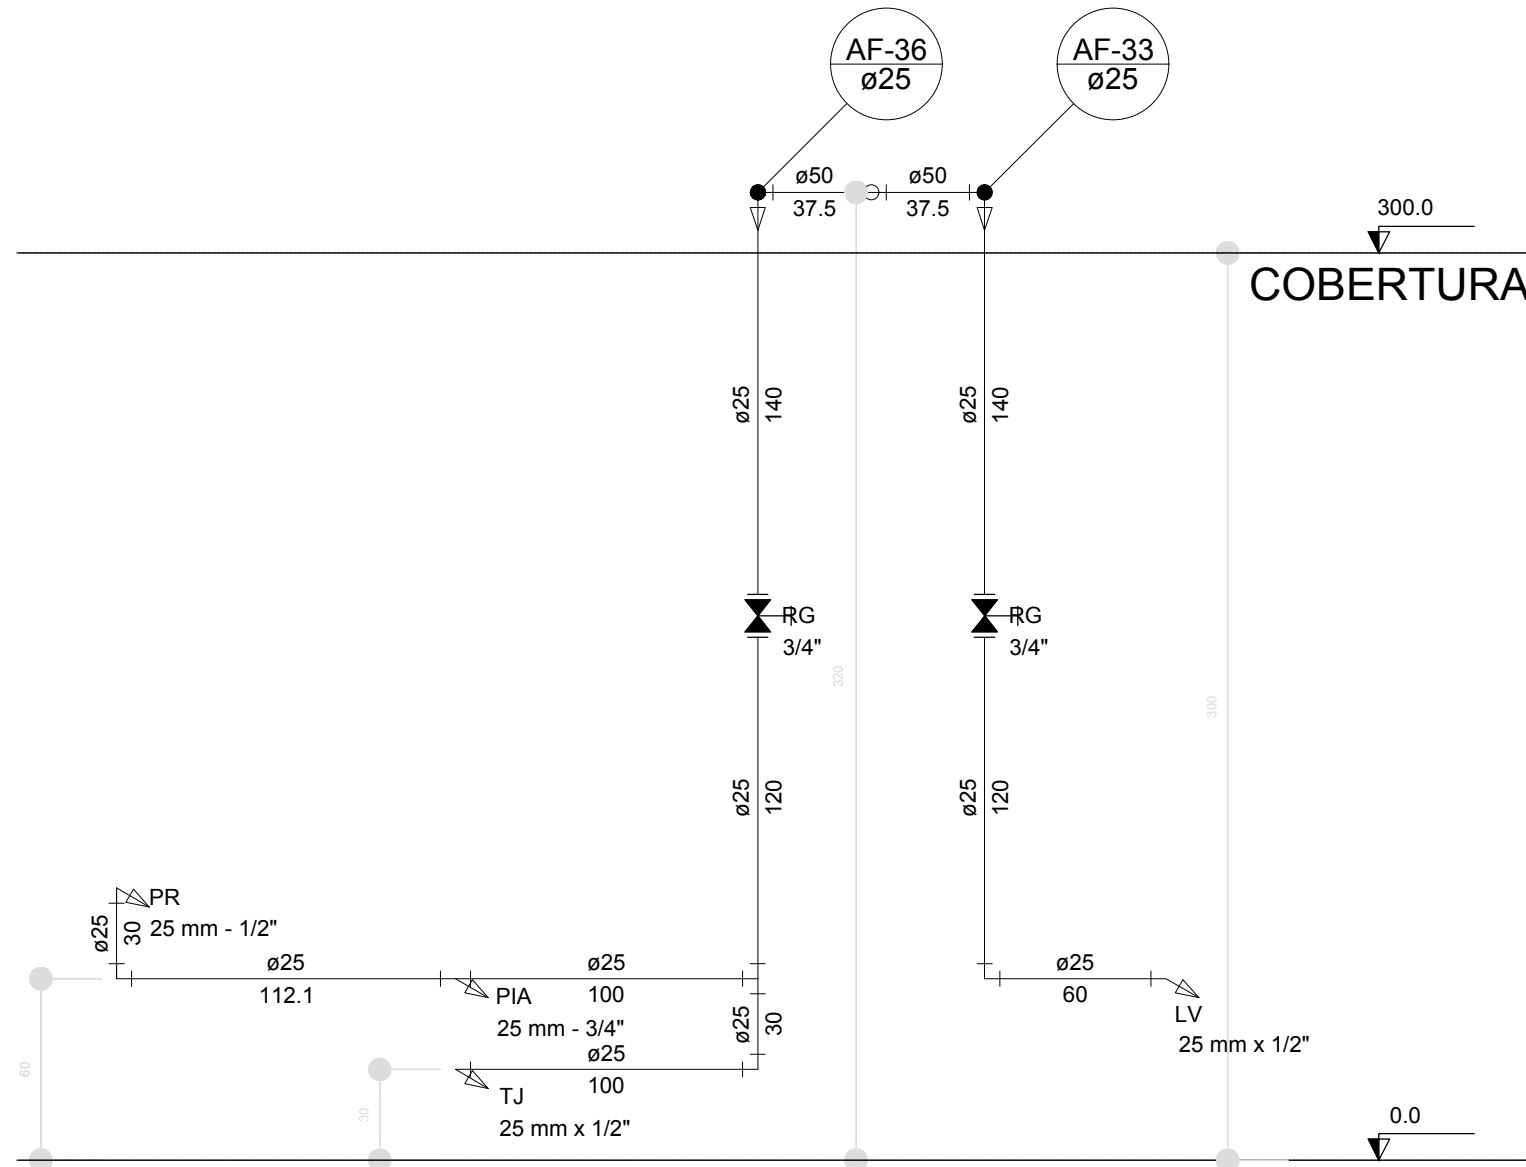 AF-36
ø25
AF-33
ø25
ø50
37.5
ø50
37.5
300.0
COBERTURA
ø25
140
ø25
140
RG
3/4"
RG
3/4"
320
300
ø25
120
ø25
120
PR
25 mm - 1/2"
ø25
30
ø25
112.1
ø25
100
PIA
25 mm - 3/4"
ø25
30
ø25
60
LV
25 mm x 1/2"
ø25
100
TJ
25 mm x 1/2"
60
30
0.0